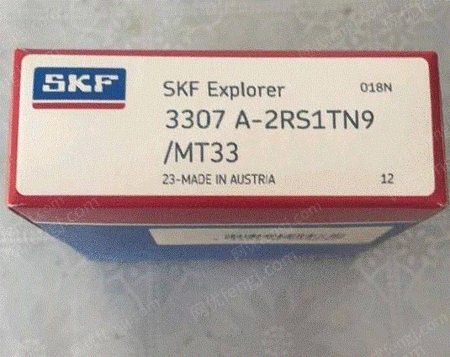 SKF
SKF Explorer
018N
3307 A-2RS1TN9
/MT33
23-MADE IN AUSTRIA
12